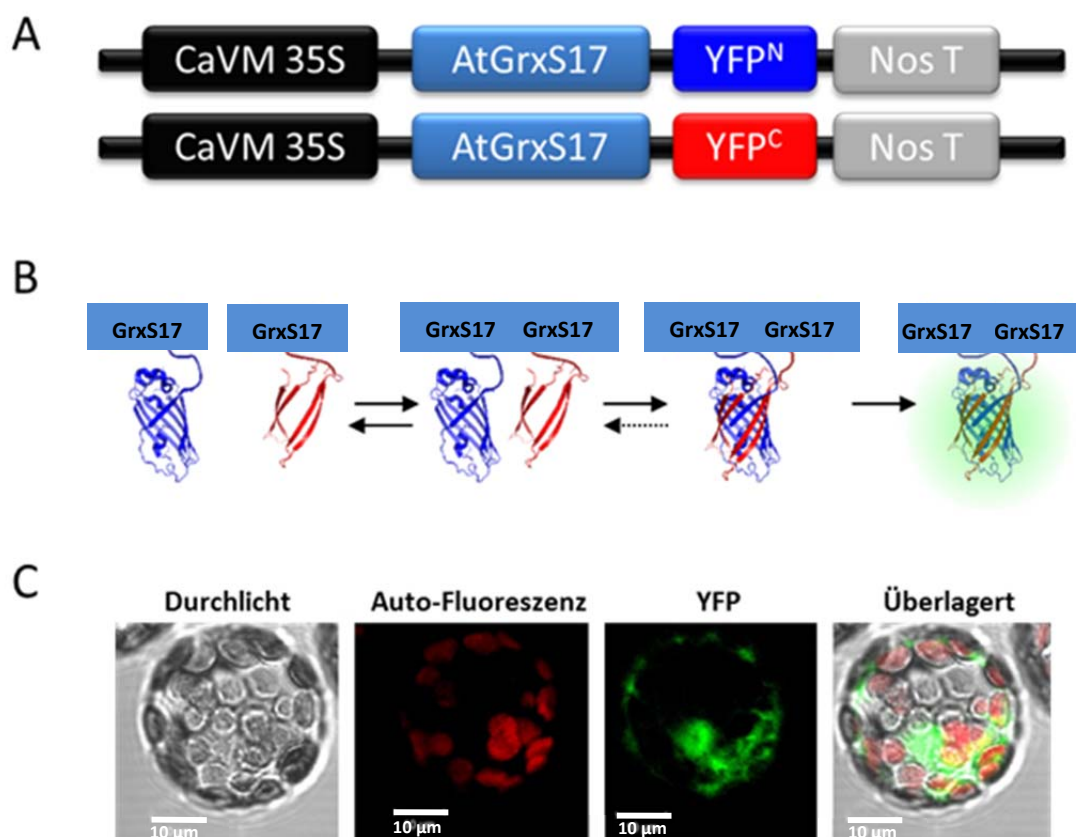 A
CaVM 35S AtGrxS17 YFPᴺ Nos T
CaVM 35S AtGrxS17 YFPᶜ Nos T
B
GrxS17 GrxS17 GrxS17 GrxS17 GrxS17 GrxS17 GrxS17 GrxS17
C
Durchlicht Auto-Fluoreszenz YFP Überlagert
10 µm 10 µm 10 µm 10 µm